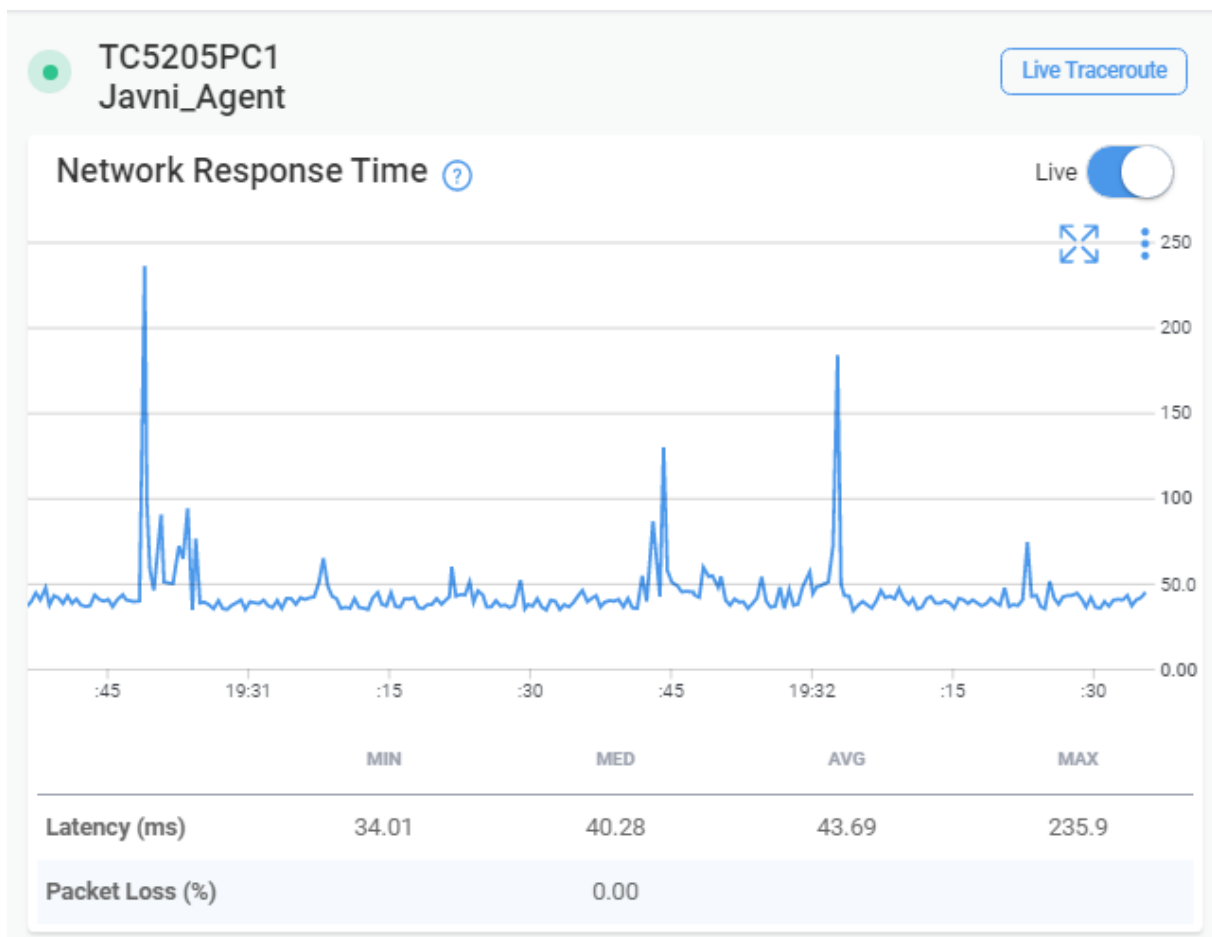 TC5205PC1
Javni_Agent
Live Traceroute
Network Response Time ?
Live
250
200
150
100
50.0
0.00
:45 19:31 :15 :30 :45 19:32 :15 :30
MIN MED AVG MAX
Latency (ms) 34.01 40.28 43.69 235.9
Packet Loss (%) 0.00